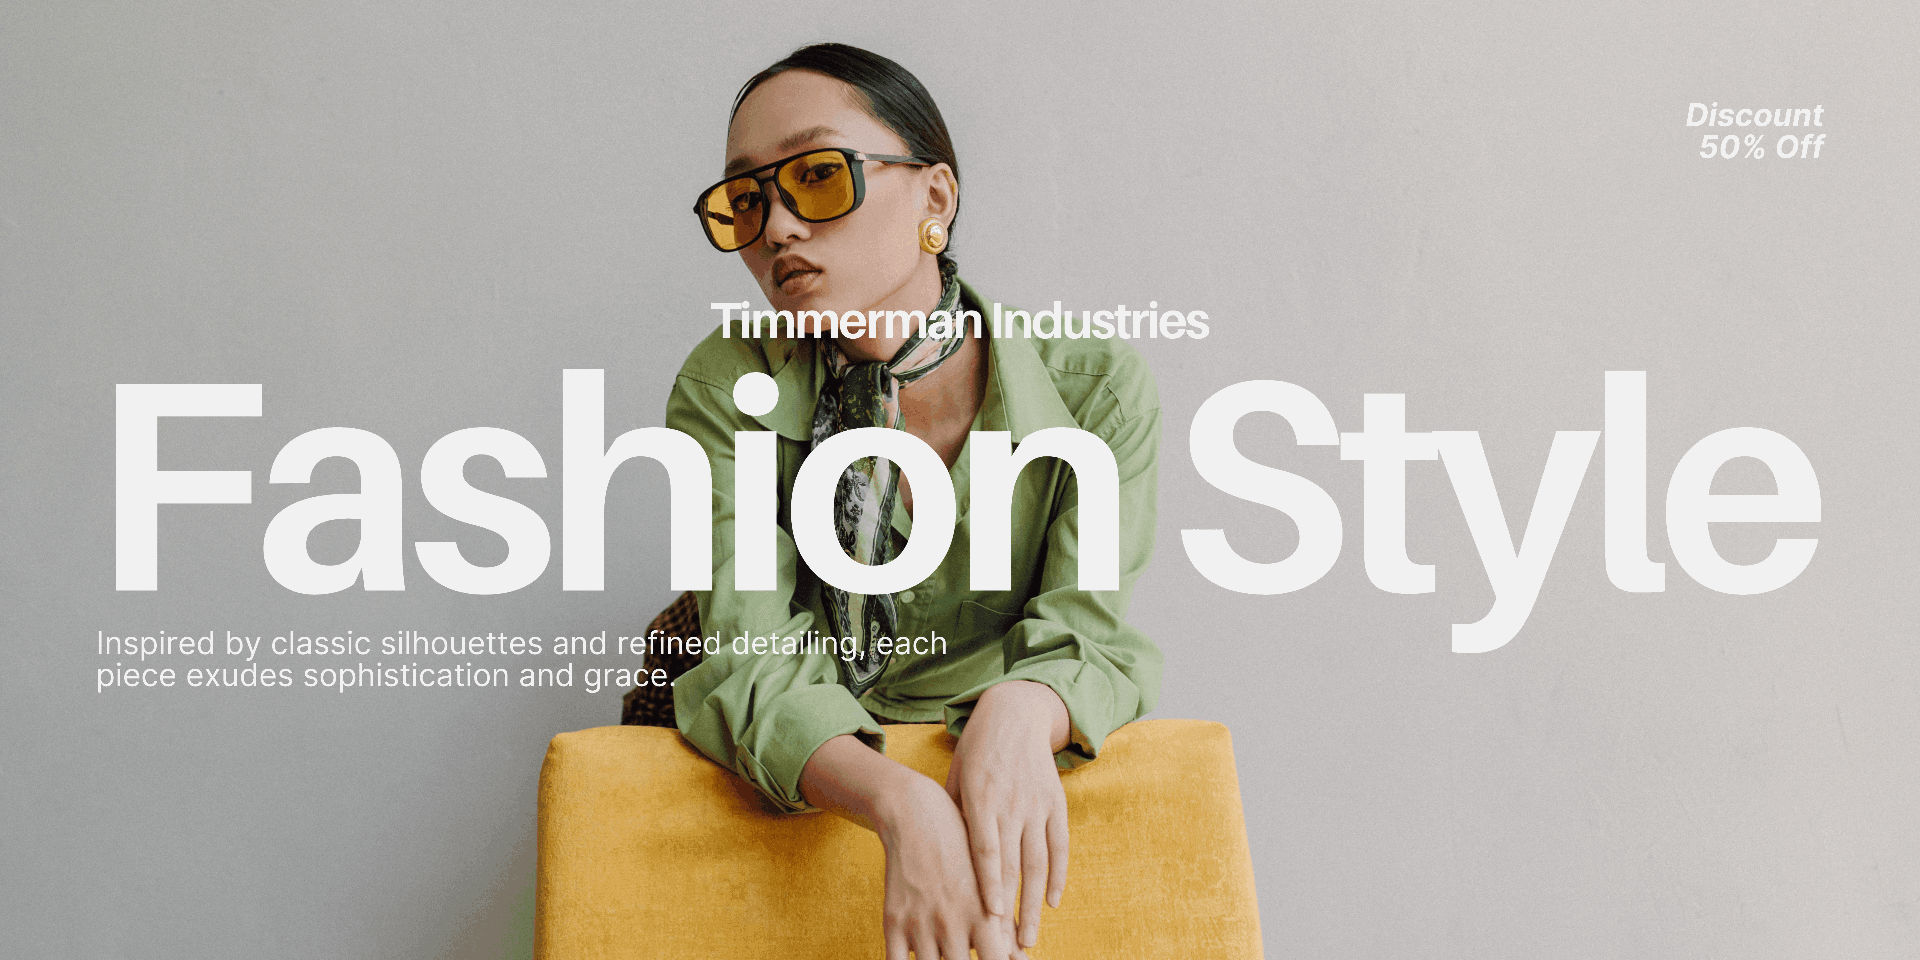 Discount
50% Off
Timmerman Industries
Fashion Style
Inspired by classic silhouettes and refined detailing, each
piece exudes sophistication and grace.